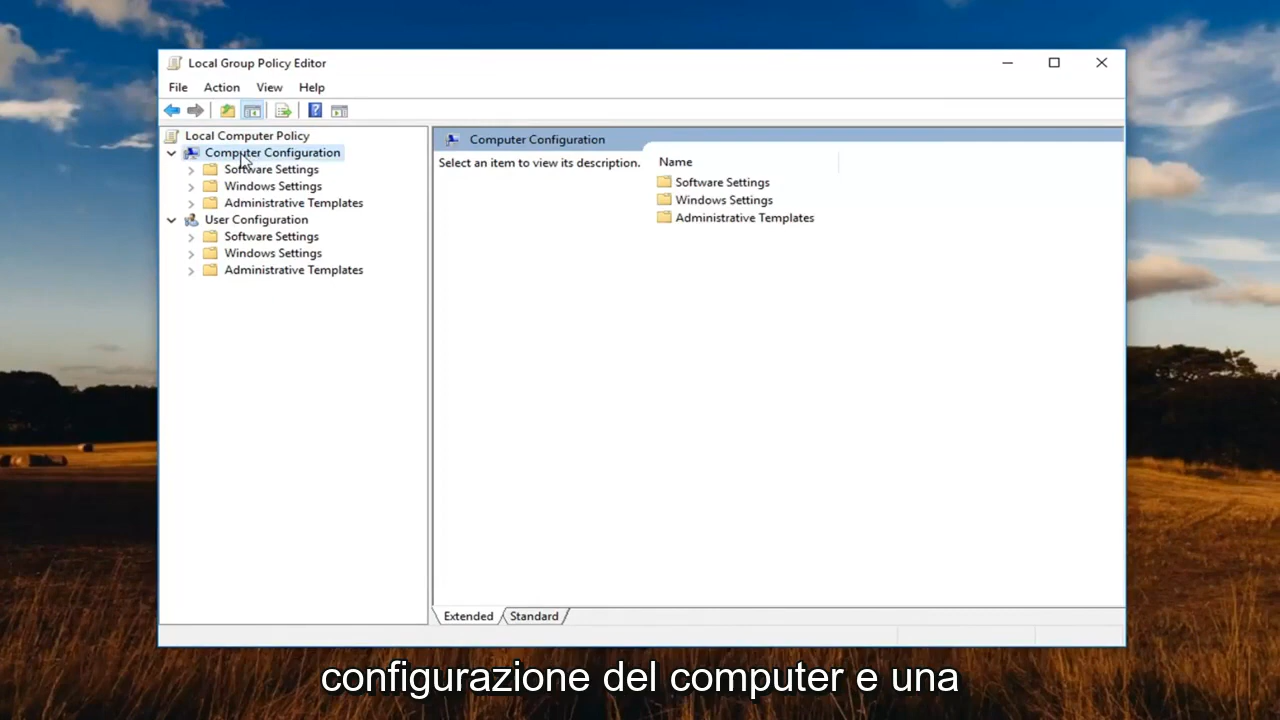 Local Group Policy Editor
File Action View Help
Local Computer Policy
Computer Configuration
Software Settings
Windows Settings
Administrative Templates
User Configuration
Software Settings
Windows Settings
Administrative Templates
Computer Configuration
Select an item to view its description.
Name
Software Settings
Windows Settings
Administrative Templates
Extended Standard
configurazione del computer e una